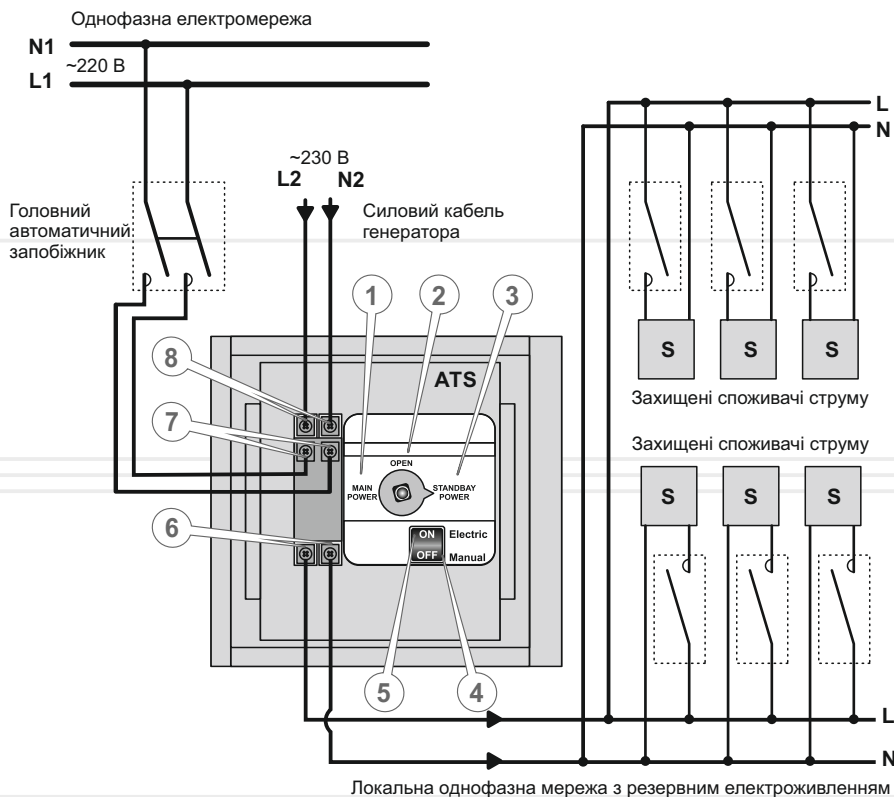 Однофазна електромережа
N1
~220 В
L1
L
N
~230 В
L2 N2
Головний
автоматичний
запобіжник
Силовий кабель
генератора
1 2 3
S S S
8
ATS
Захищені споживачі струму
7
Захищені споживачі струму
OPEN
MAIN
POWER
STANDBAY
POWER
S S S
6
ON Electric
OFF Manual
5 4
L
N
Локальна однофазна мережа з резервним електроживленням